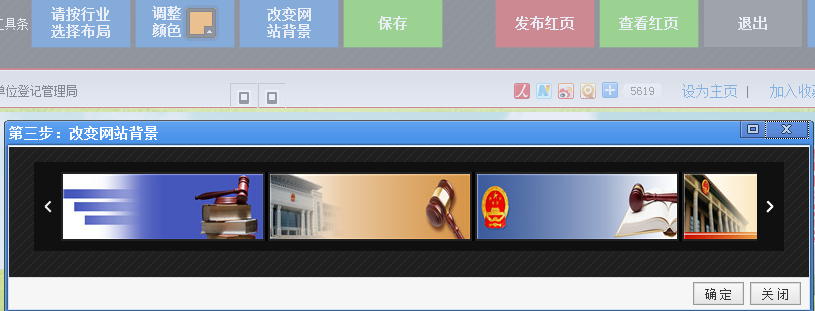 工具条
请按行业
选择布局
调整
颜色
改变网
站背景
保存
发布红页
查看红页
退出
单位登记管理局
5619
设为主页 |
加入收
第三步：改变网站背景
确定
关闭